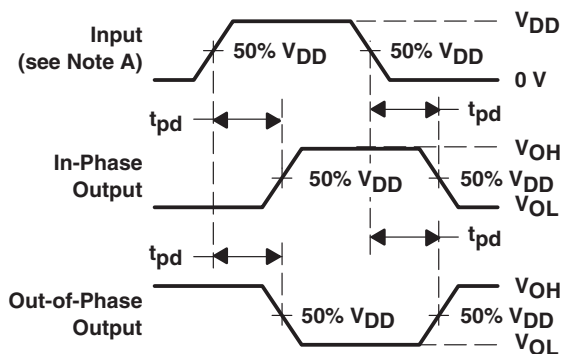 Input
(see Note A)
50% VDD
50% VDD
VDD
0 V
tpd
tpd
In-Phase
Output
50% VDD
VOH
50% VDD
VOL
tpd
tpd
Out-of-Phase
Output
50% VDD
VOH
50% VDD
VOL